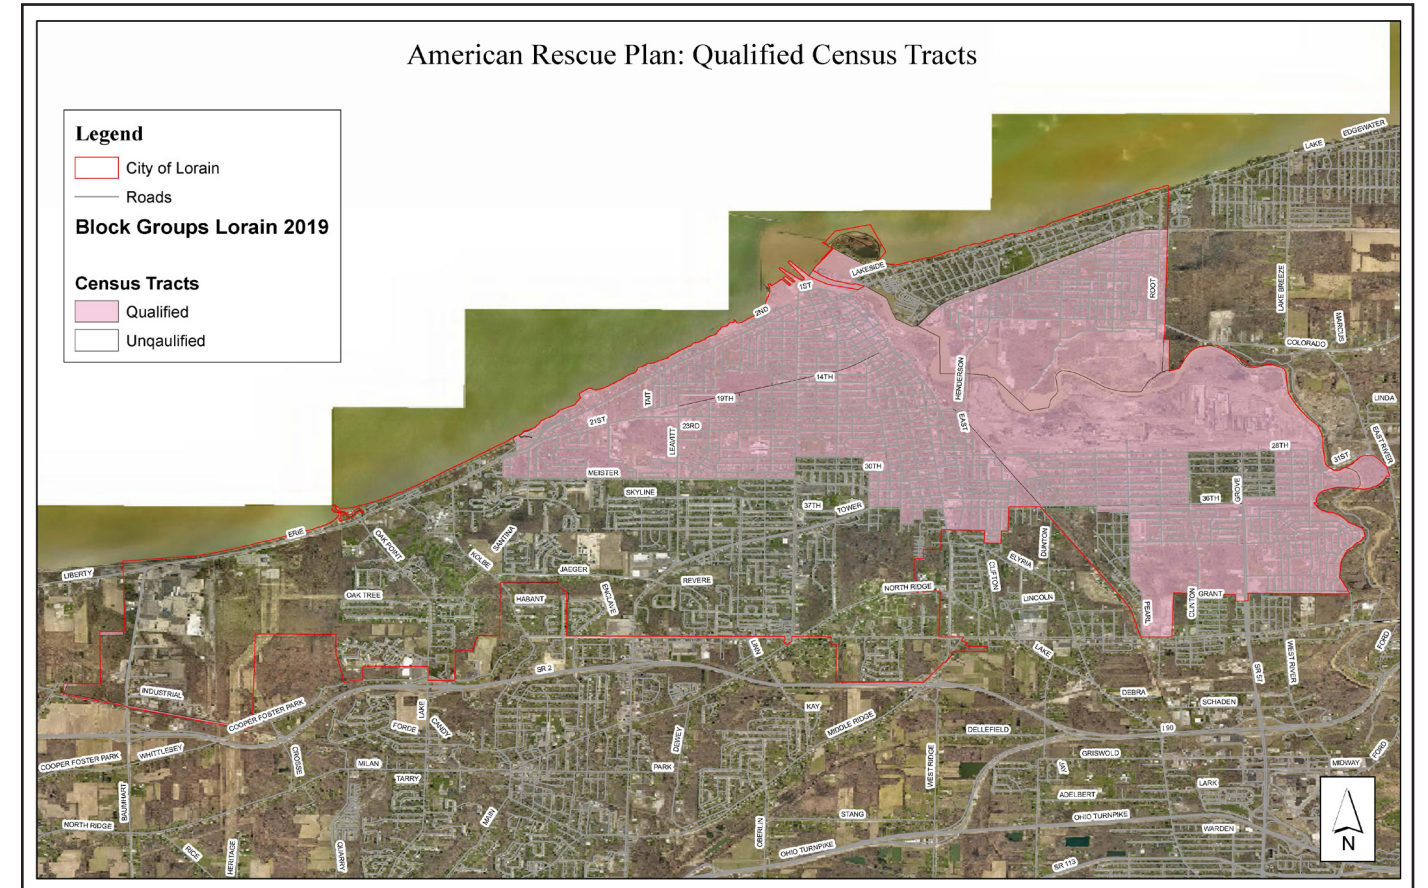 American Rescue Plan: Qualified Census Tracts
Legend
City of Lorain
Roads
Block Groups Lorain 2019
Census Tracts
Qualified
Unqaulified
EDGEWATER
LAKE
LAKESIDE
1ST
2ND
ROOT
LAKE BREEZE
MARCUS
COLORADO
HENDERSON
14TH
19TH
TAIT
21ST
23RD
LEAVITT
EAST
LINDA
EAST RIVER
28TH
31ST
30TH
MEISTER
SKYLINE
GROVE
36TH
37TH
TOWER
ERIE
OAK POINT
SANTINA
KOLBE
DUNTON
ELYRIA
CLIFTON
LIBERTY
JAEGER
REVERE
NORTH RIDGE
OAK TREE
HABANT
ENCLAVE
LINCOLN
PEARL
CLINTON
GRANT
LINN
LAKE
FORD
SR 2
SR 57
WEST RIVER
INDUSTRIAL
COOPER FOSTER PARK
LAKE
FORDE
CANDY
KAY
MIDDLE RIDGE
DEBRA
SCHADEN
DELLEFIELD
I 90
DEWEY
COOPER FOSTER PARK
WHITTLESEY
CROSSE
MILAN
TARRY
PARK
WEST RIDGE
JAY
GRISWOLD
FORD
MIDWAY
BAUMHART
MAIN
ADELBERT
LARK
NORTH RIDGE
STANG
OHIO TURNPIKE
WARDEN
RICE
HERITAGE
QUARRY
OBERLIN
OHIO TURNPIKE
SR 113
N